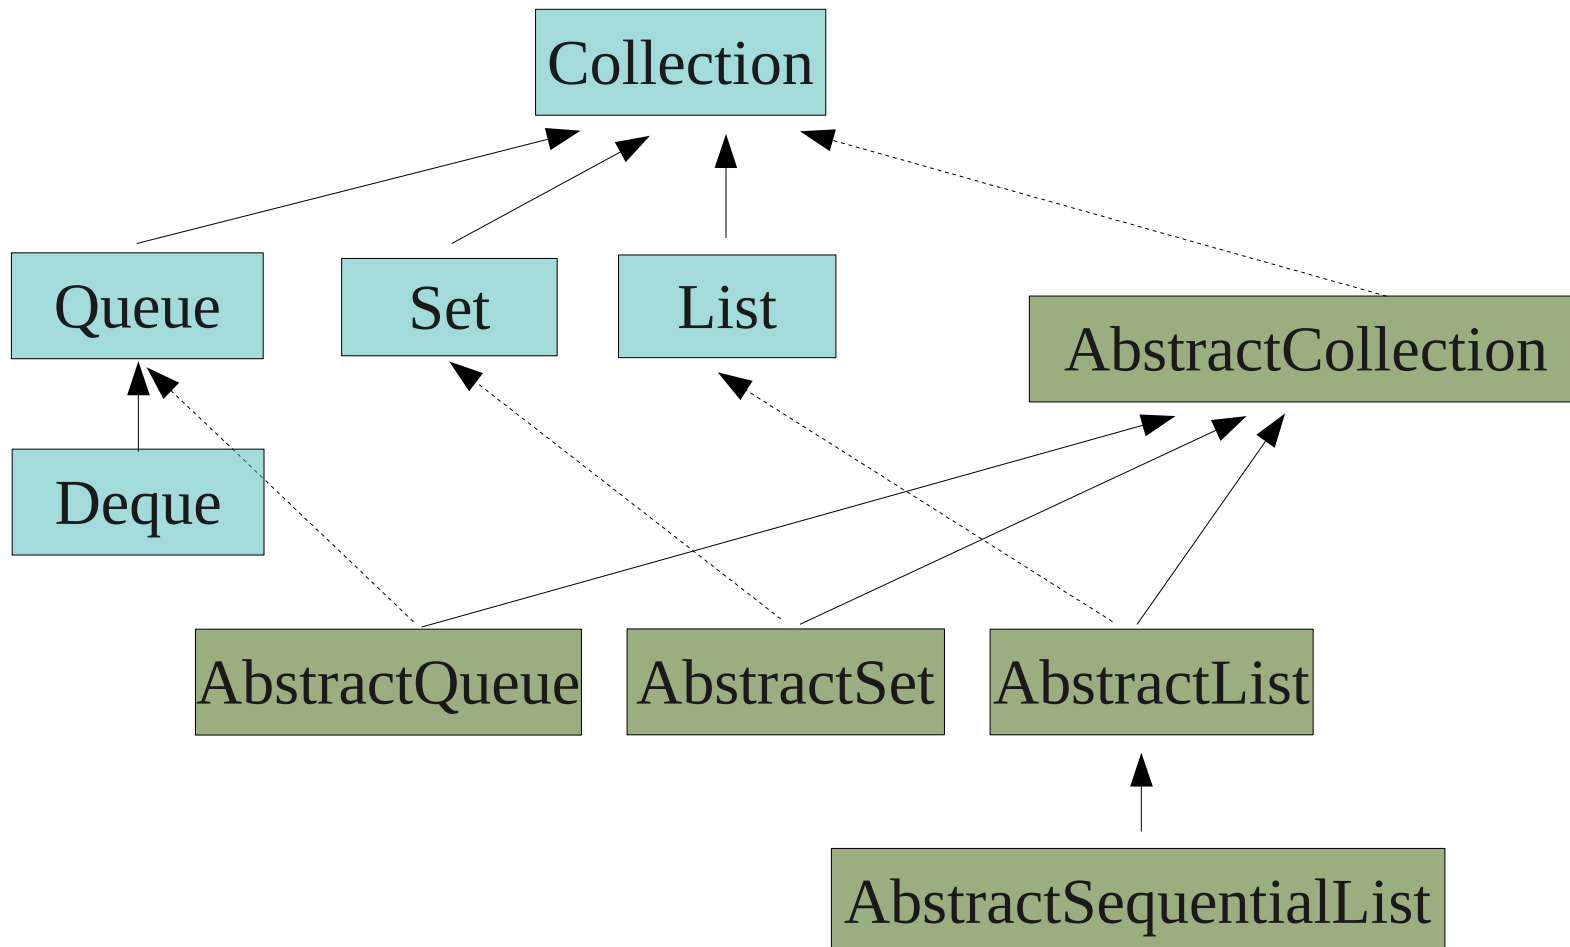 Collection
Queue
Set
List
AbstractCollection
Deque
AbstractQueue
AbstractSet
AbstractList
AbstractSequentialList